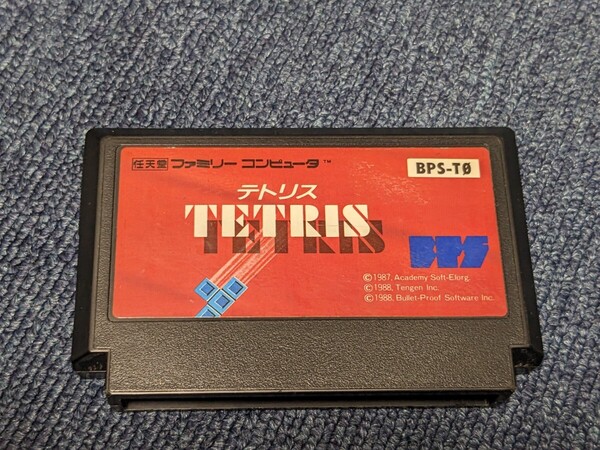 任天堂 ファミリー コンピュータ™
BPS-TØ
テトリス
TETRIS
BPS
©1987, Academy Soft-Elorg.
©1988, Tengen Inc.
©1988, Bullet-Proof Software Inc.